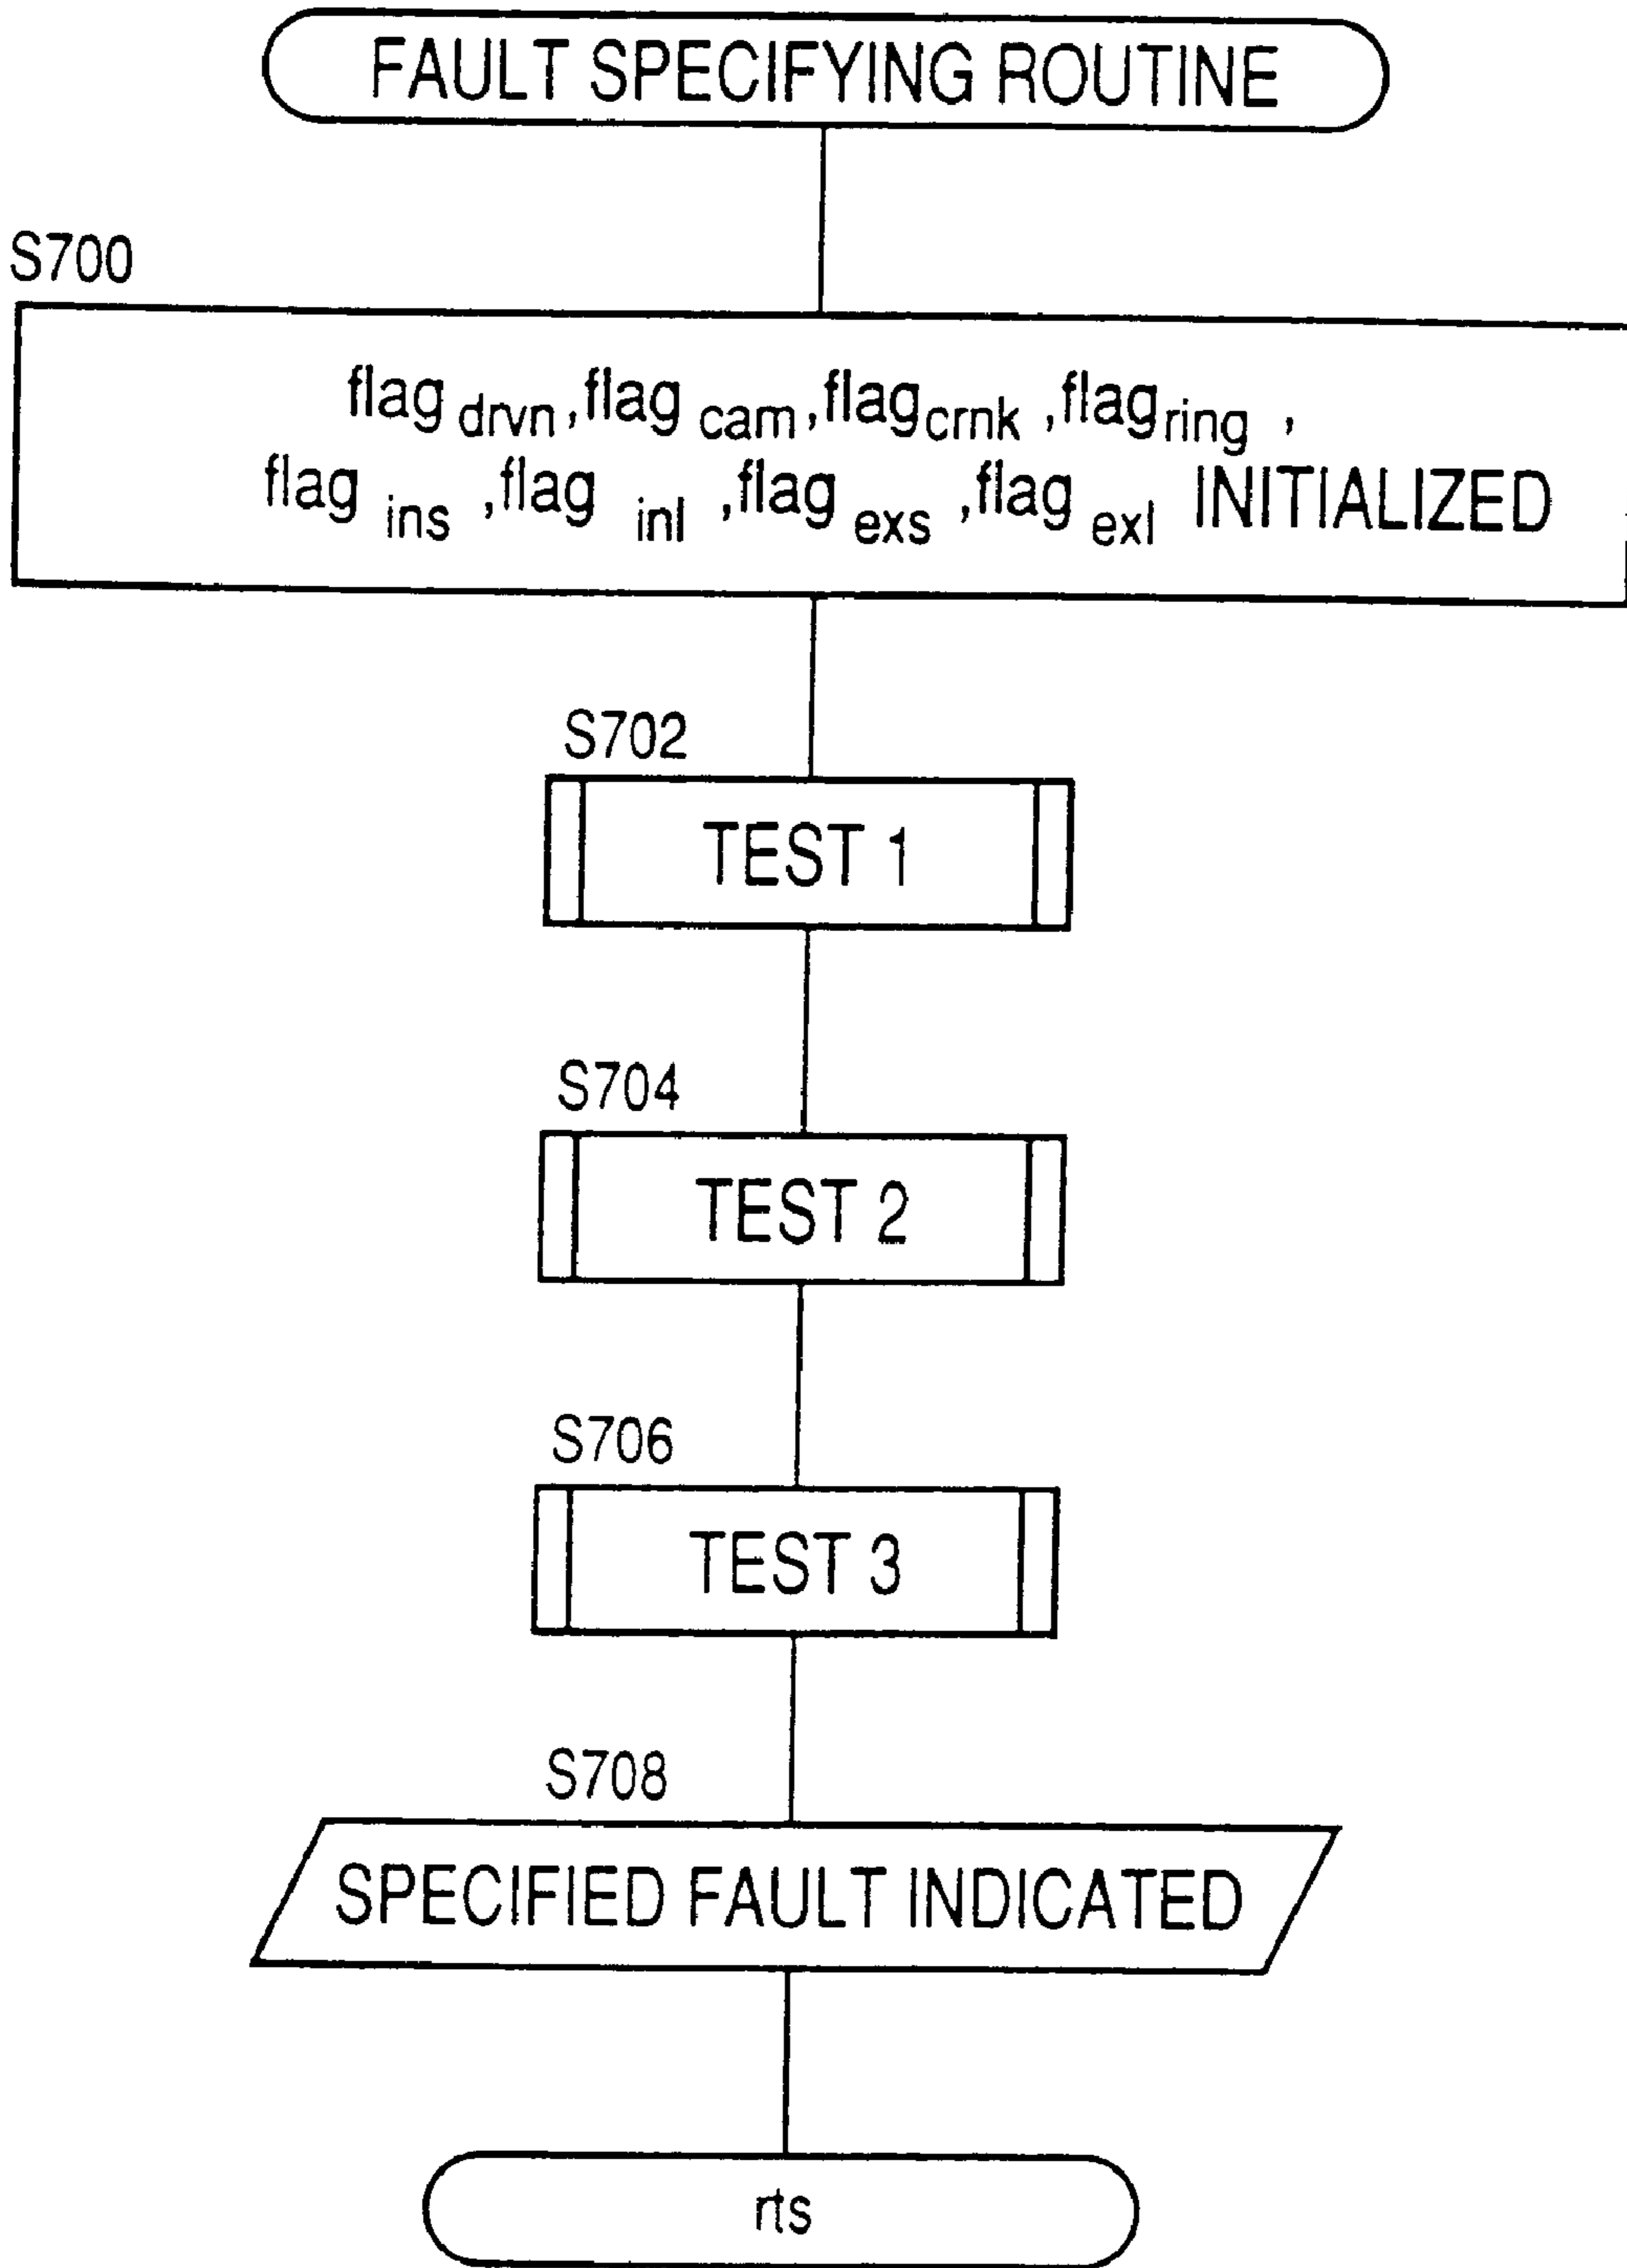 FAULT SPECIFYING ROUTINE
S700
flag drvn, flag cam, flag crnk, flag ring,
flag ins, flag inl, flag exs, flag exl INITIALIZED
S702
TEST 1
S704
TEST 2
S706
TEST 3
S708
SPECIFIED FAULT INDICATED
rts